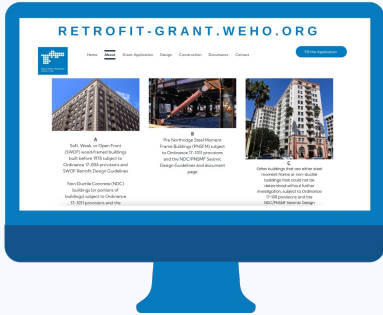 RETROFIT-GRANT.WEHO.ORG
Home About Grant Application Design Construction Documents Contact
Fill the Application
A
Soft, Weak, or Open Front
(SWOF) wood-framed buildings
built before 1978 subject to
Ordinance 17-004 provisions and
SWOF Retrofit Design Guidelines
Non-Ductile Concrete (NDC)
buildings (or portions of
buildings) subject to Ordinance
17-1011 provisions and the
B
Pre Northridge Steel Moment
Frame Buildings (PNSFM)
subject to Ordinance 17-1011 provisions
and the NDC/PNSMF Seismic
Design Guidelines and document
page.
C
Other buildings that are either steel
moment frames or non-ductile
buildings that could not be
determined without further
investigation, subject to Ordinance
17-1011 provisions and the
NDC/PNSMF Seismic Design